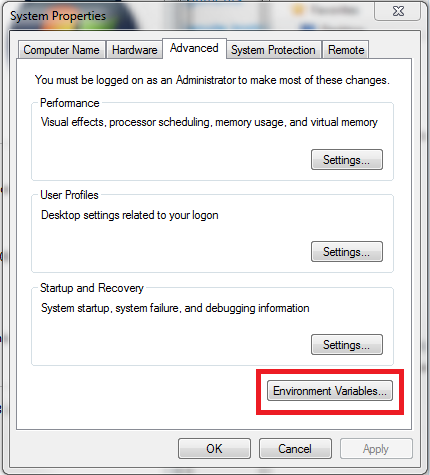 System Properties
Computer Name Hardware Advanced System Protection Remote
You must be logged on as an Administrator to make most of these changes.
Performance
Visual effects, processor scheduling, memory usage, and virtual memory
Settings...
User Profiles
Desktop settings related to your logon
Settings...
Startup and Recovery
System startup, system failure, and debugging information
Settings...
Environment Variables...
OK Cancel Apply